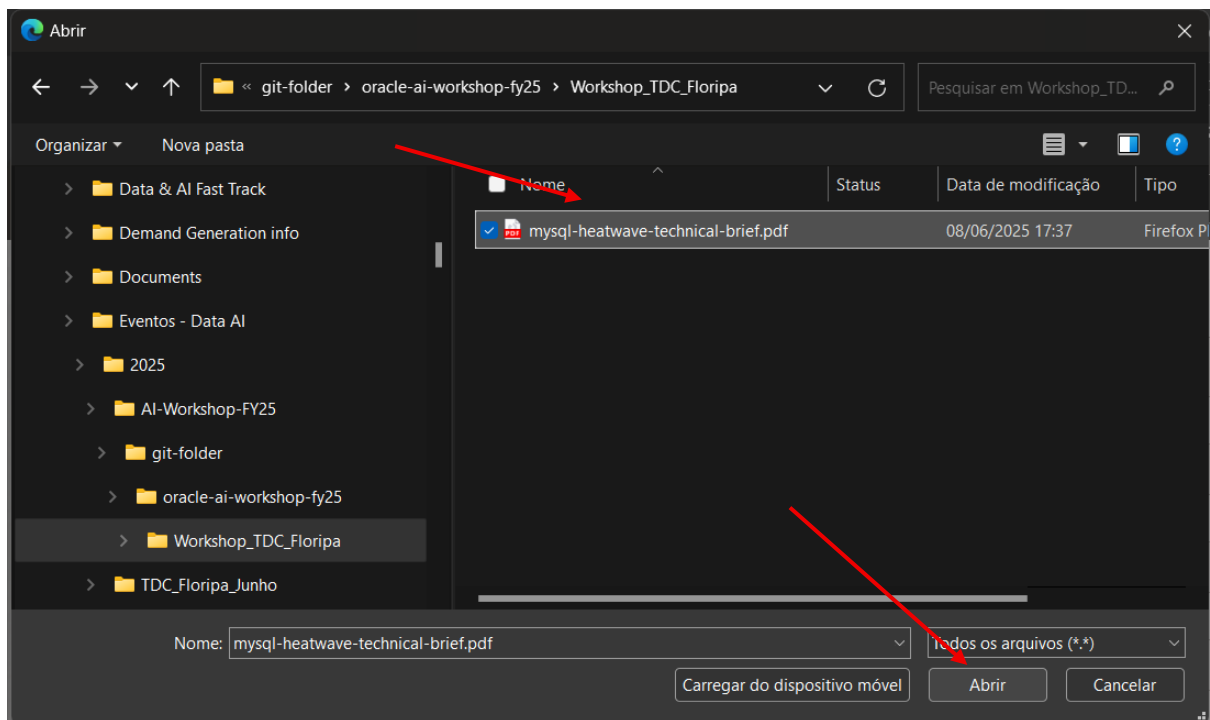 Abrir
« git-folder > oracle-ai-workshop-fy25 > Workshop_TDC_Floripa
Pesquisar em Workshop_TD...
Organizar
Nova pasta
Data & AI Fast Track
Demand Generation info
Documents
Eventos - Data AI
2025
AI-Workshop-FY25
git-folder
oracle-ai-workshop-fy25
Workshop_TDC_Floripa
TDC_Floripa_Junho
Nome Status Data de modificação Tipo
PDF mysql-heatwave-technical-brief.pdf 08/06/2025 17:37 Firefox P
Nome: mysql-heatwave-technical-brief.pdf
Todos os arquivos (*.*)
Carregar do dispositivo móvel
Abrir
Cancelar